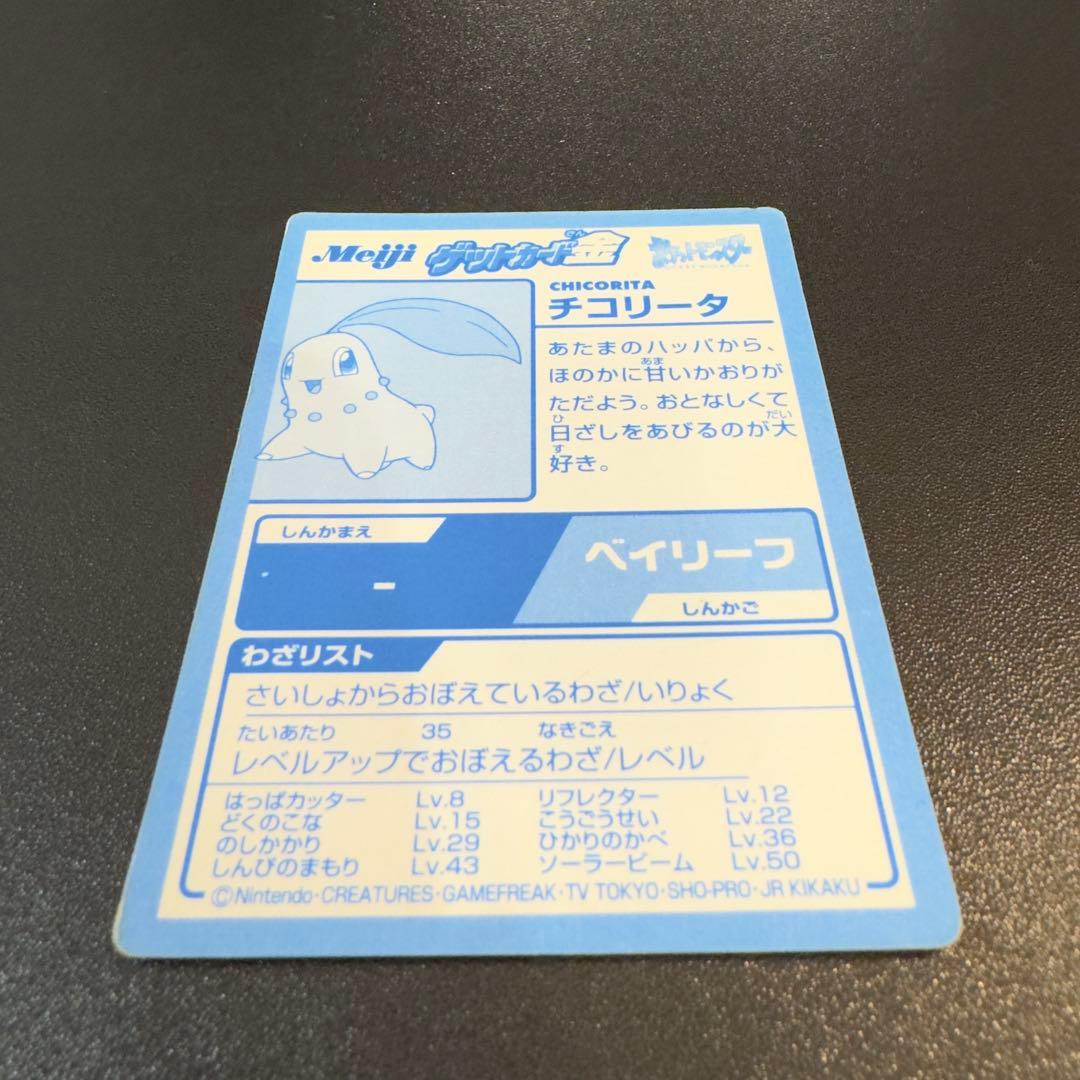 Meiji ゲットカード金 ポケットモンスター
きん
CHICORITA
チコリータ
あたまのハッパから、
ほのかに甘いかおりが
あま
ただよう。おとなしくて
日ざしをあびるのが大
ひ だい
好き。
す
しんかまえ
-
ベイリーフ
しんかご
わざリスト
さいしょからおぼえているわざ/いりょく
たいあたり 35 なきごえ
レベルアップでおぼえるわざ/レベル
はっぱカッター Lv.8 リフレクター Lv.12
どくのこな Lv.15 こうごうせい Lv.22
のしかかり Lv.29 ひかりのかべ Lv.36
しんぴのまもり Lv.43 ソーラービーム Lv.50
©Nintendo・CREATURES・GAMEFREAK・TV TOKYO・SHO-PRO・JR KIKAKU